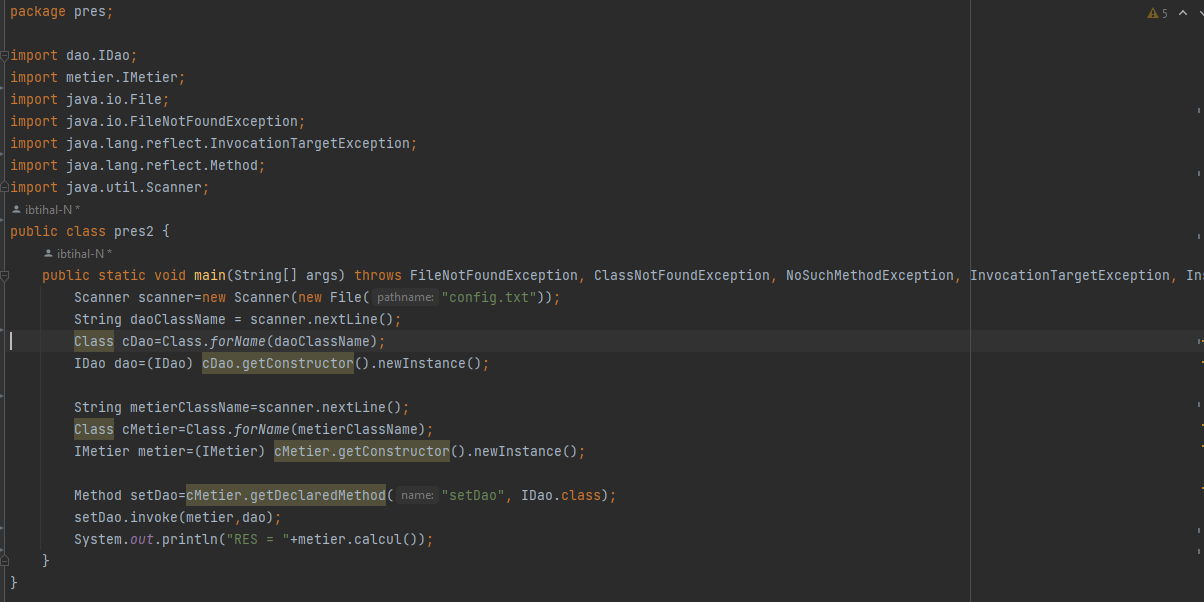 package pres;
5
import dao.IDao;
import metier.IMetier;
import java.io.File;
import java.io.FileNotFoundException;
import java.lang.reflect.InvocationTargetException;
import java.lang.reflect.Method;
import java.util.Scanner;
ibtihal-N *
public class pres2 {
ibtihal-N *
public static void main(String[] args) throws FileNotFoundException, ClassNotFoundException, NoSuchMethodException, InvocationTargetException, Ins
Scanner scanner=new Scanner(new File( pathname: "config.txt"));
String daoClassName = scanner.nextLine();
Class cDao=Class.forName(daoClassName);
IDao dao=(IDao) cDao.getConstructor().newInstance();
String metierClassName=scanner.nextLine();
Class cMetier=Class.forName(metierClassName);
IMetier metier=(IMetier) cMetier.getConstructor().newInstance();
Method setDao=cMetier.getDeclaredMethod( name: "setDao", IDao.class);
setDao.invoke(metier,dao);
System.out.println("RES = "+metier.calcul());
}
}